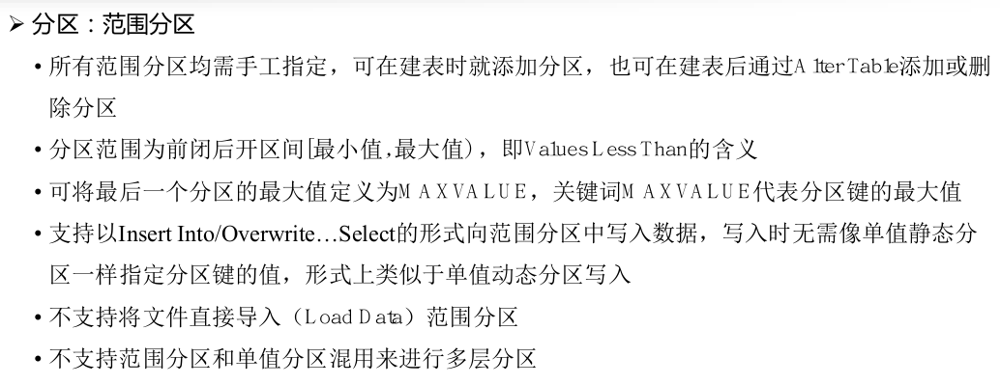 ➢ 分区：范围分区
• 所有范围分区均需手工指定，可在建表时就添加分区，也可在建表后通过Alter Table添加或删
除分区
• 分区范围为前闭后开区间[最小值,最大值)，即Values Less Than的含义
• 可将最后一个分区的最大值定义为MAXVALUE，关键词MAXVALUE代表分区键的最大值
• 支持以Insert Into/Overwrite…Select的形式向范围分区中写入数据，写入时无需像单值静态分
区一样指定分区键的值，形式上类似于单值动态分区写入
• 不支持将文件直接导入（Load Data）范围分区
• 不支持范围分区和单值分区混用来进行多层分区